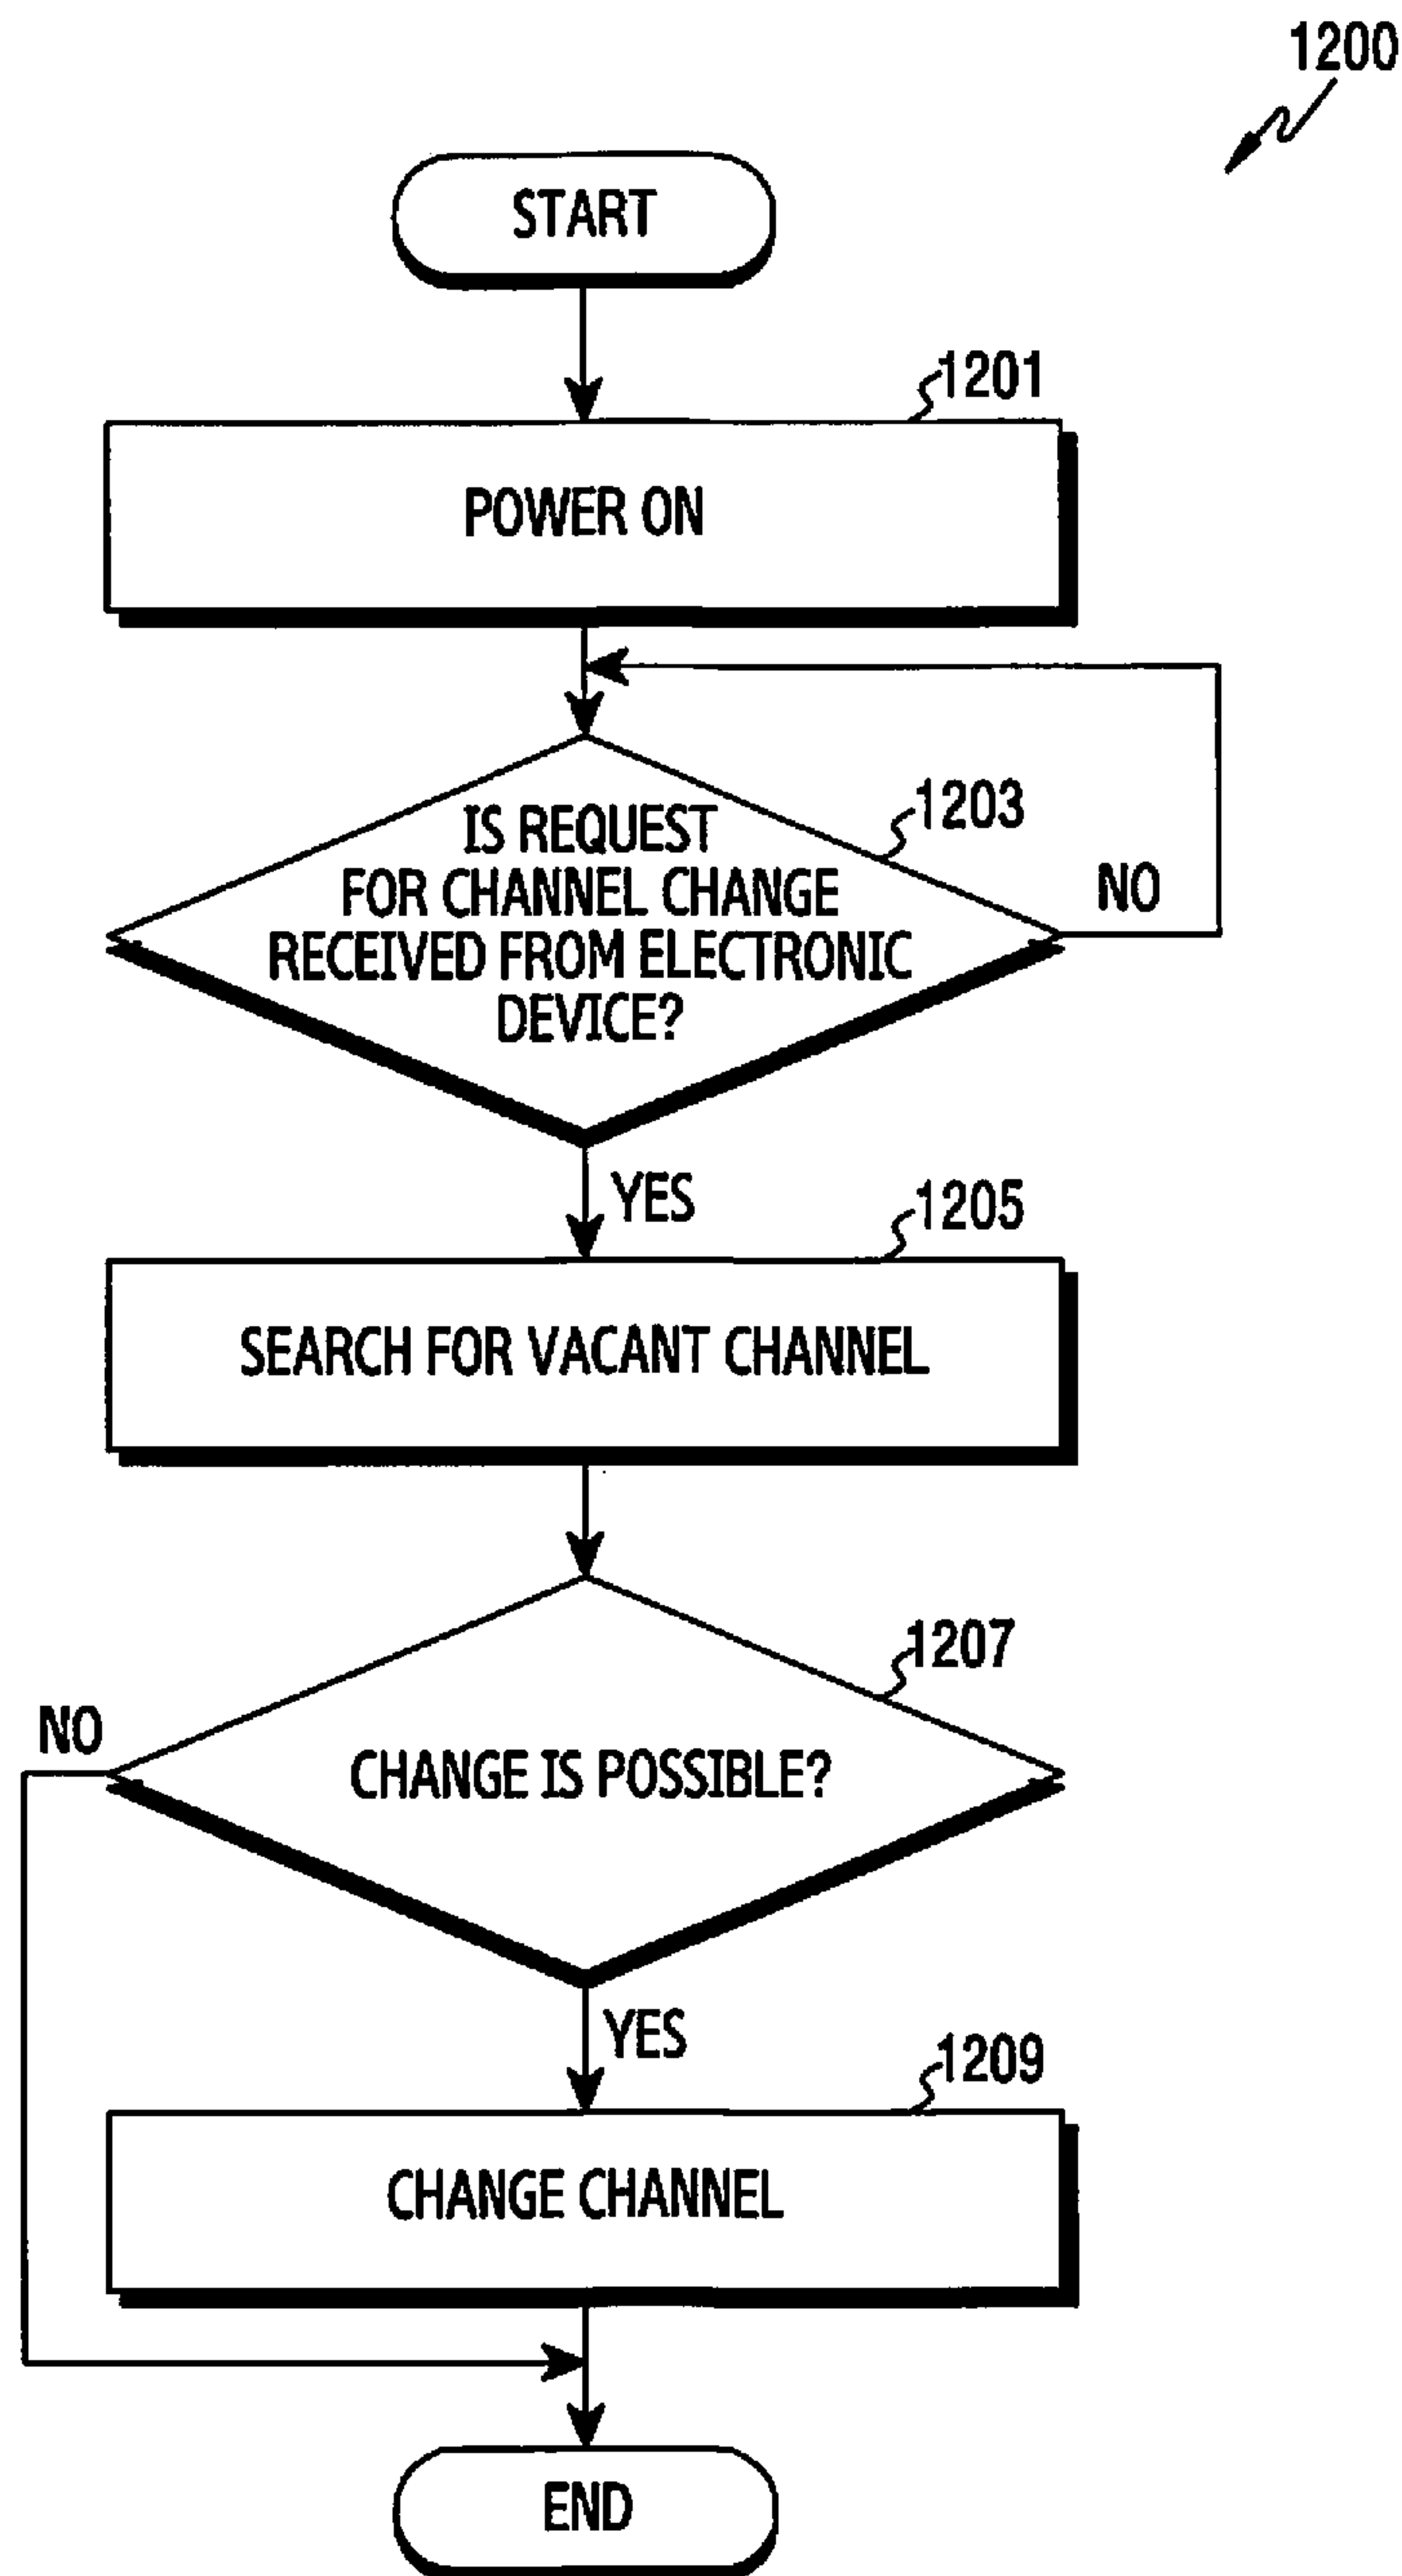 1200
START
1201
POWER ON
1203
IS REQUEST
FOR CHANNEL CHANGE
RECEIVED FROM ELECTRONIC
DEVICE?
NO
YES
1205
SEARCH FOR VACANT CHANNEL
1207
NO
CHANGE IS POSSIBLE?
YES
1209
CHANGE CHANNEL
END